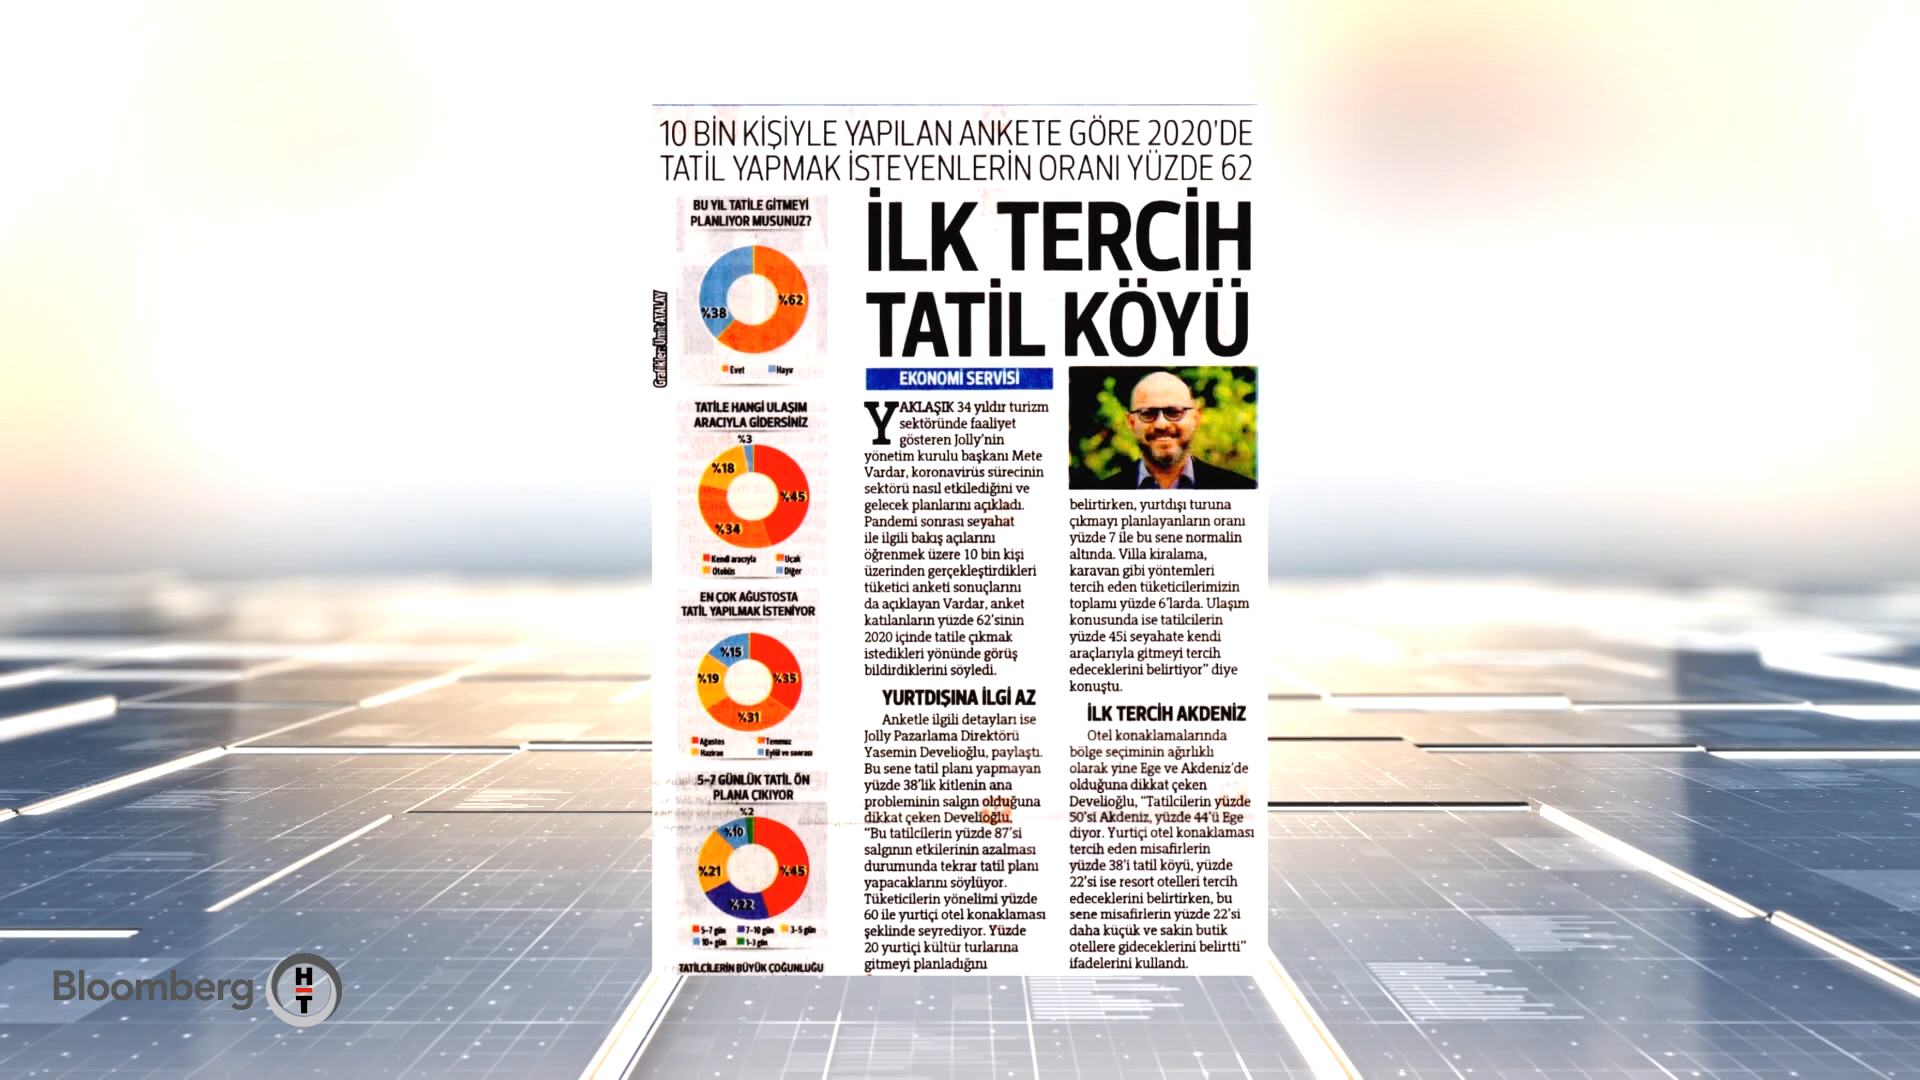 10 BİN KİŞİYLE YAPILAN ANKETE GÖRE 2020'DE
TATİL YAPMAK İSTEYENLERİN ORANI YÜZDE 62
İLK TERCİH
TATİL KÖYÜ
Grafikler: Ümit ATALAY
BU YIL TATİLE GİTMEYİ
PLANLIYOR MUSUNUZ?
%62
%38
Evet Hayır
TATİLE HANGİ ULAŞIM
ARACIYLA GİDERSİNİZ
%3
%18
%45
%34
Kendi aracıyla Uçak
Otobüs Diğer
EN ÇOK AĞUSTOSTA
TATİL YAPILMAK İSTENİYOR
%15
%19
%35
%31
Ağustos Temmuz
Haziran Eylül ve sonrası
5-7 GÜNLÜK TATİL ÖN
PLANA ÇIKIYOR
%2
%10
%21
%45
%22
5-7 gün 7-10 gün 3-5 gün
10+ gün 1-3 gün
TATİLCİLERİN BÜYÜK ÇOĞUNLUĞU
EKONOMİ SERVİSİ
YAKLAŞIK 34 yıldır turizm
sektöründe faaliyet
gösteren Jolly'nin
yönetim kurulu başkanı Mete
Vardar, koronavirüs sürecinin
sektörü nasıl etkilediğini ve
gelecek planlarını açıkladı.
Pandemi sonrası seyahat
ile ilgili bakış açılarını
öğrenmek üzere 10 bin kişi
üzerinden gerçekleştirdikleri
tüketici anketi sonuçlarını
da açıklayan Vardar, anket
katılanların yüzde 62'sinin
2020 içinde tatile çıkmak
istedikleri yönünde görüş
bildirdiklerini söyledi.
YURTDIŞINA İLGİ AZ
Anketle ilgili detayları ise
Jolly Pazarlama Direktörü
Yasemin Develioğlu, paylaştı.
Bu sene tatil planı yapmayan
yüzde 38'lik kitlenin ana
probleminin salgın olduğuna
dikkat çeken Develioğlu,
“Bu tatilcilerin yüzde 87'si
salgının etkilerinin azalması
durumunda tekrar tatil planı
yapacaklarını söylüyor.
Tüketicilerin yönelimi yüzde
60 ile yurtiçi otel konaklaması
şeklinde seyrediyor. Yüzde
20 yurtiçi kültür turlarına
gitmeyi planladığını
belirtirken, yurtdışı turuna
çıkmayı planlayanların oranı
yüzde 7 ile bu sene normalin
altında. Villa kiralama,
karavan gibi yöntemleri
tercih eden tüketicilerimizin
toplamı yüzde 6'larda. Ulaşım
konusunda ise tatilcilerin
yüzde 45i seyahate kendi
araçlarıyla gitmeyi tercih
edeceklerini belirtiyor” diye
konuştu.
İLK TERCİH AKDENİZ
Otel konaklamalarında
bölge seçiminin ağırlıklı
olarak yine Ege ve Akdeniz'de
olduğuna dikkat çeken
Develioğlu, “Tatilcilerin yüzde
50'si Akdeniz, yüzde 44'ü Ege
diyor. Yurtiçi otel konaklaması
tercih eden misafirlerin
yüzde 38'i tatil köyü, yüzde
22'si ise resort otelleri tercih
edeceklerini belirtirken, bu
sene misafirlerin yüzde 22'si
daha küçük ve sakin butik
otellere gideceklerini belirtti”
ifadelerini kullandı.
Bloomberg HT